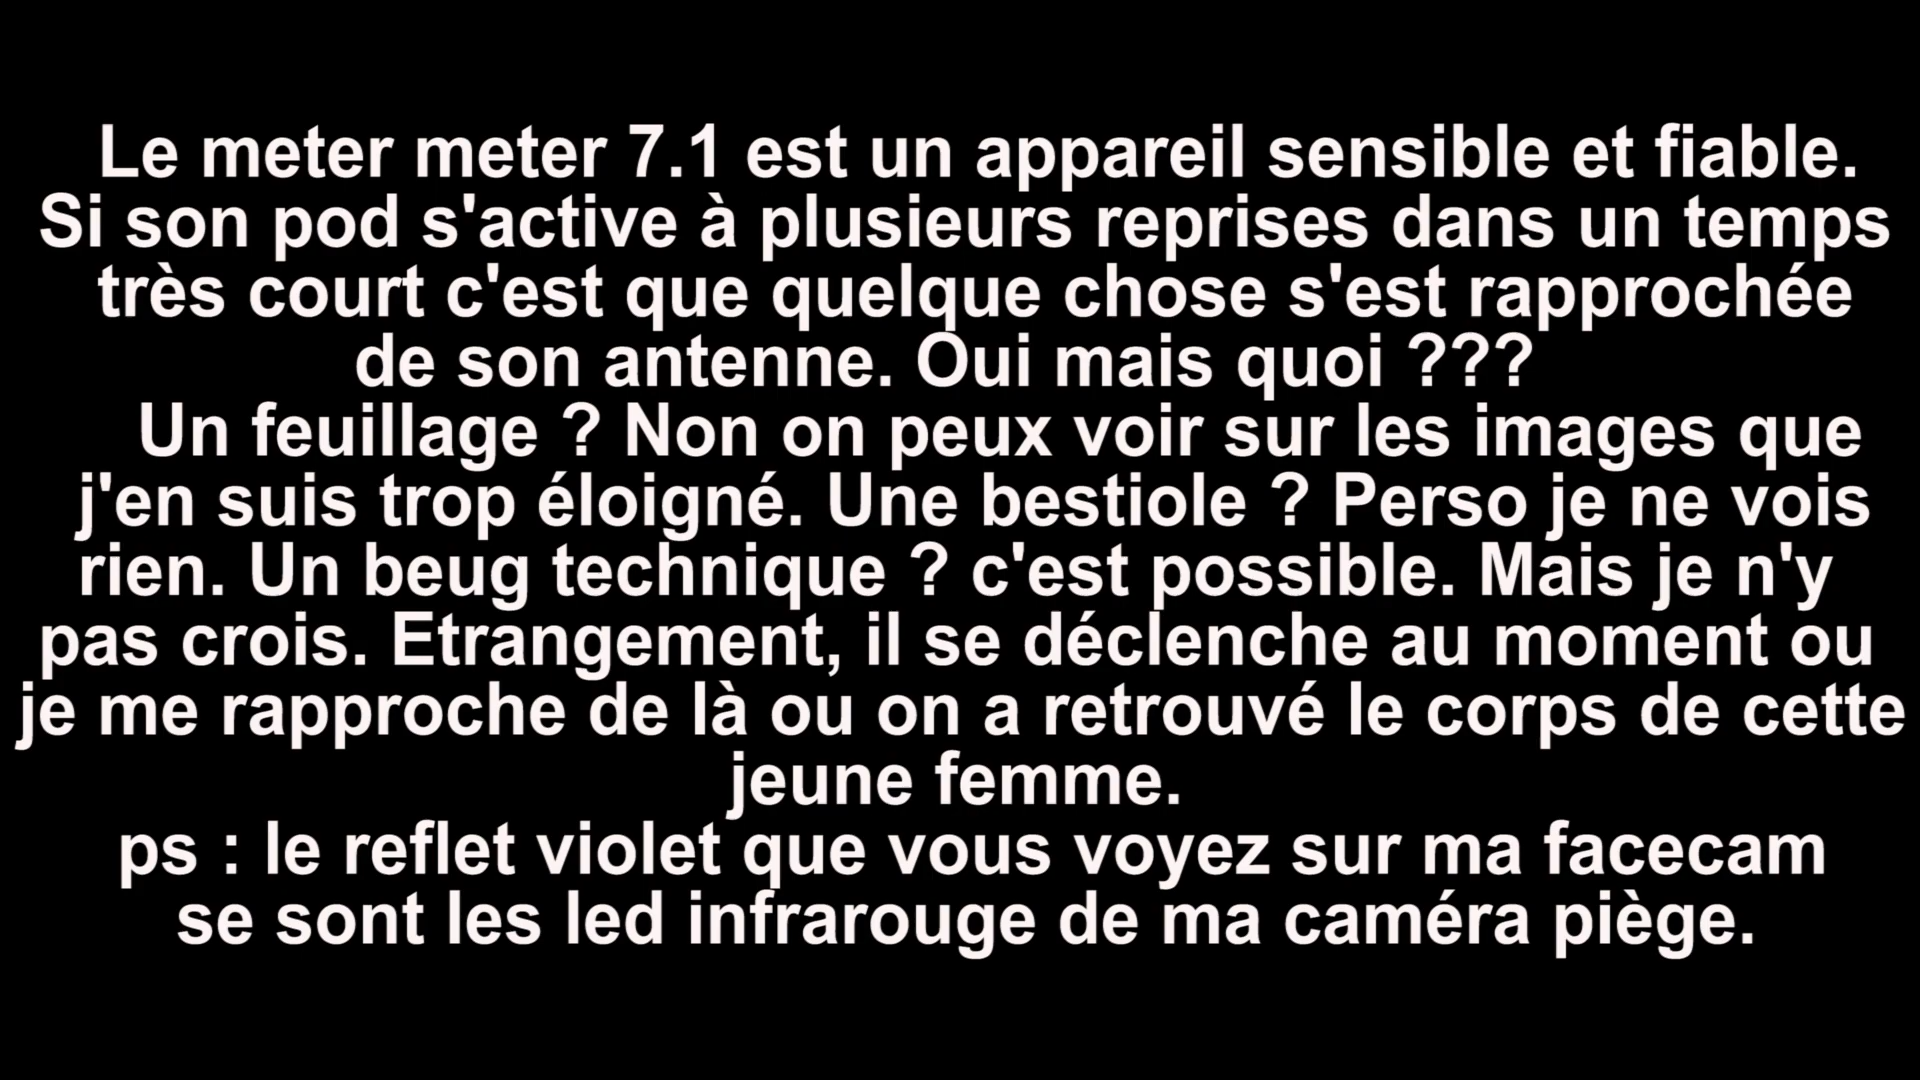 Le meter meter 7.1 est un appareil sensible et fiable.
Si son pod s'active à plusieurs reprises dans un temps
très court c'est que quelque chose s'est rapprochée
de son antenne. Oui mais quoi ???
Un feuillage ? Non on peux voir sur les images que
j'en suis trop éloigné. Une bestiole ? Perso je ne vois
rien. Un beug technique ? c'est possible. Mais je n'y
pas crois. Etrangement, il se déclenche au moment ou
je me rapproche de là ou on a retrouvé le corps de cette
jeune femme.
ps : le reflet violet que vous voyez sur ma facecam
se sont les led infrarouge de ma caméra piège.